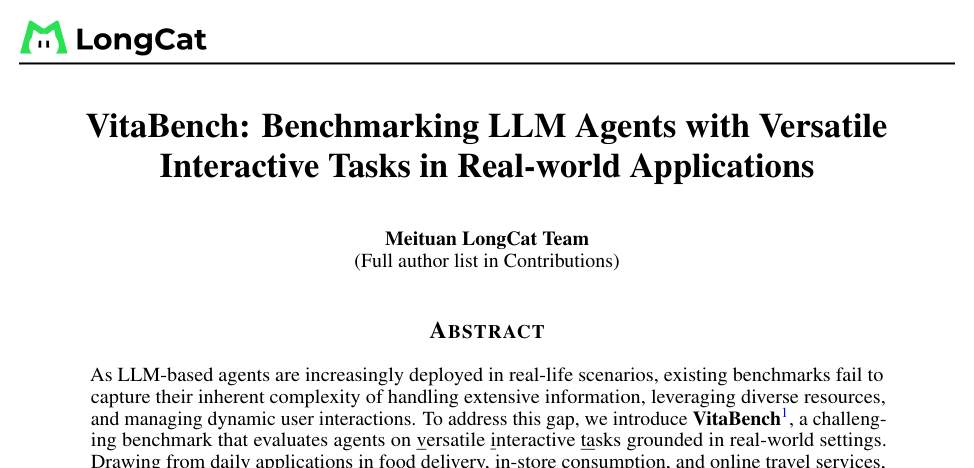 LongCat
VitaBench: Benchmarking LLM Agents with Versatile
Interactive Tasks in Real-world Applications
Meituan LongCat Team
(Full author list in Contributions)
ABSTRACT
As LLM-based agents are increasingly deployed in real-life scenarios, existing benchmarks fail to
capture their inherent complexity of handling extensive information, leveraging diverse resources,
and managing dynamic user interactions. To address this gap, we introduce VitaBench1, a challeng-
ing benchmark that evaluates agents on versatile interactive tasks grounded in real-world settings.
Drawing from daily applications in food delivery, in-store consumption, and online travel services,